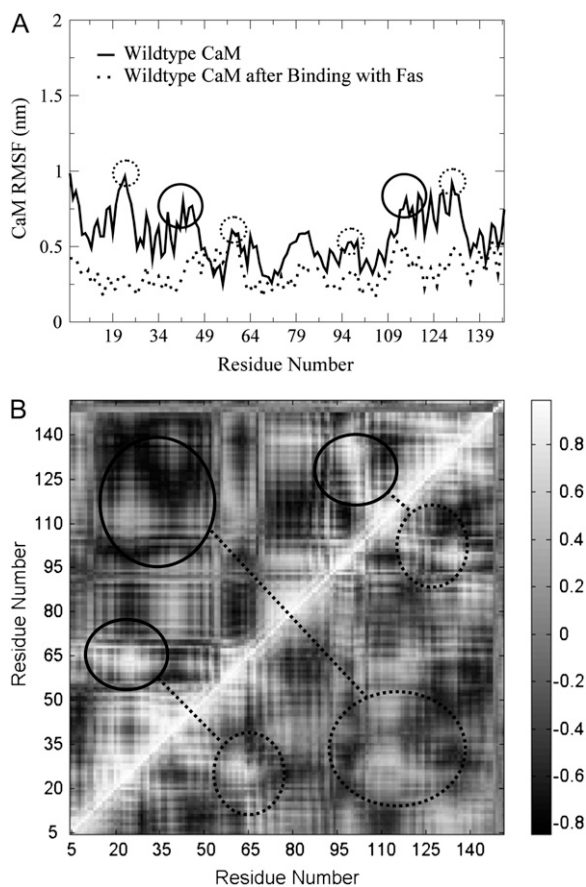 A
Wildtype CaM
Wildtype CaM after Binding with Fas
CaM RMSF (nm)
2
1.5
1
0.5
0
19 34 49 64 79 94 109 124 139
Residue Number
B
Residue Number
140
125
110
95
80
65
50
35
20
5
5 20 35 50 65 80 95 110 125 140
Residue Number
0.8
0.6
0.4
0.2
0
-0.2
-0.4
-0.6
-0.8